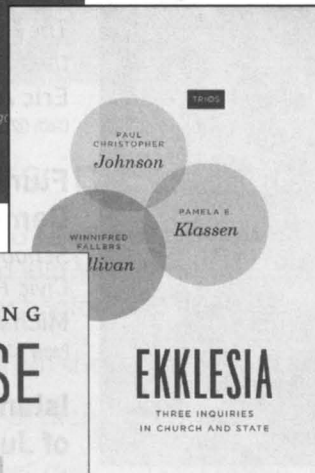 TRIOS
PAUL
CHRISTOPHER
Johnson
PAMELA E.
Klassen
WINNIFRED
FALLERS
llivan
NG
SE
EKKLESIA
THREE INQUIRIES
IN CHURCH AND STATE